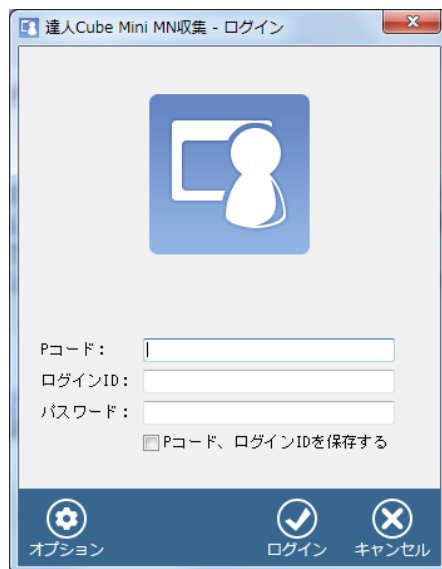 達人Cube Mini MN収集 - ログイン
Pコード：
ログインID：
パスワード：
Pコード、ログインIDを保存する
オプション
ログイン
キャンセル